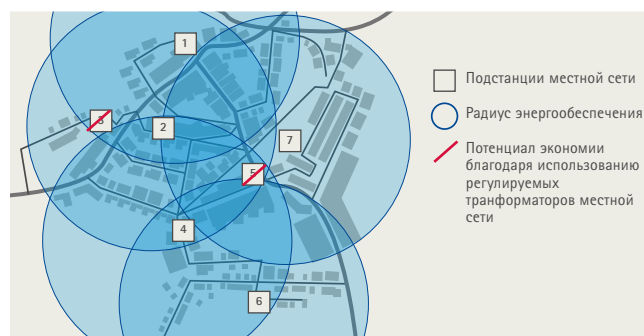 1
3
2
7
5
4
6
Подстанции местной сети
Радиус энергообеспечения
Потенциал экономии
благодаря использованию
регулируемых
транформаторов местной
сети